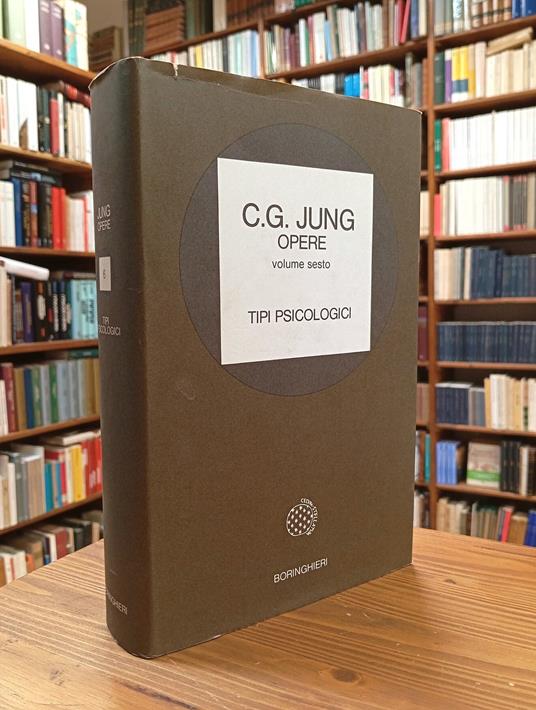 C.G. JUNG
OPERE
volume sesto
TIPI PSICOLOGICI
BORINGHIERI
JUNG
OPERE
6
TIPI
PSICOLOGICI